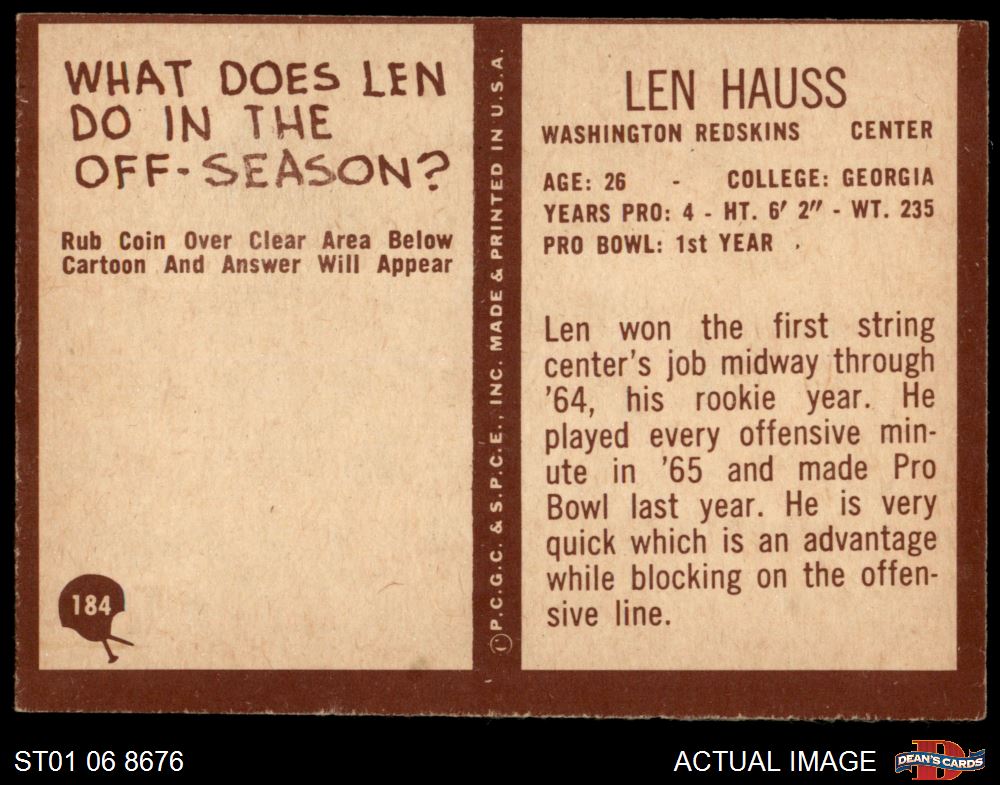 WHAT DOES LEN
DO IN THE
OFF-SEASON?
Rub Coin Over Clear Area Below
Cartoon And Answer Will Appear
184
©P.C.G.C. & S.P.C.E., INC. MADE & PRINTED IN U.S.A.
LEN HAUSS
WASHINGTON REDSKINS CENTER
AGE: 26 - COLLEGE: GEORGIA
YEARS PRO: 4 - HT. 6′ 2″ - WT. 235
PRO BOWL: 1st YEAR
Len won the first string
center's job midway through
'64, his rookie year. He
played every offensive min-
ute in '65 and made Pro
Bowl last year. He is very
quick which is an advantage
while blocking on the offen-
sive line.
ST01 06 8676
ACTUAL IMAGE
DEAN'S CARDS